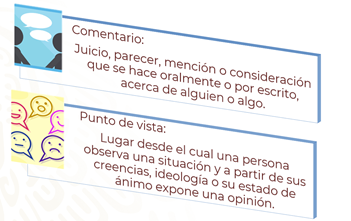 Comentario:
Juicio, parecer, mención o consideración
que se hace oralmente o por escrito,
acerca de alguien o algo.
Punto de vista:
Lugar desde el cual una persona
observa una situación y a partir de sus
creencias, ideología o su estado de
ánimo expone una opinión.